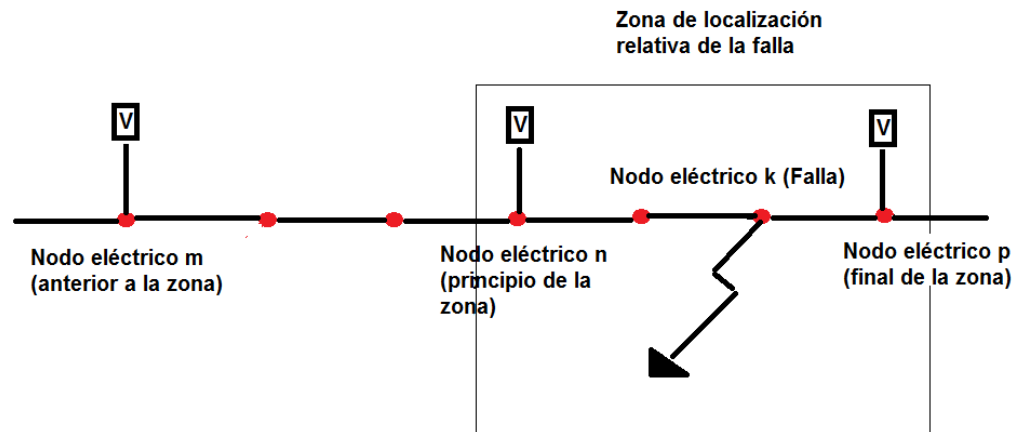 Zona de localización
relativa de la falla
V
V
V
Nodo eléctrico k (Falla)
Nodo eléctrico m
(anterior a la zona)
Nodo eléctrico n
(principio de la
zona)
Nodo eléctrico p
(final de la zona)